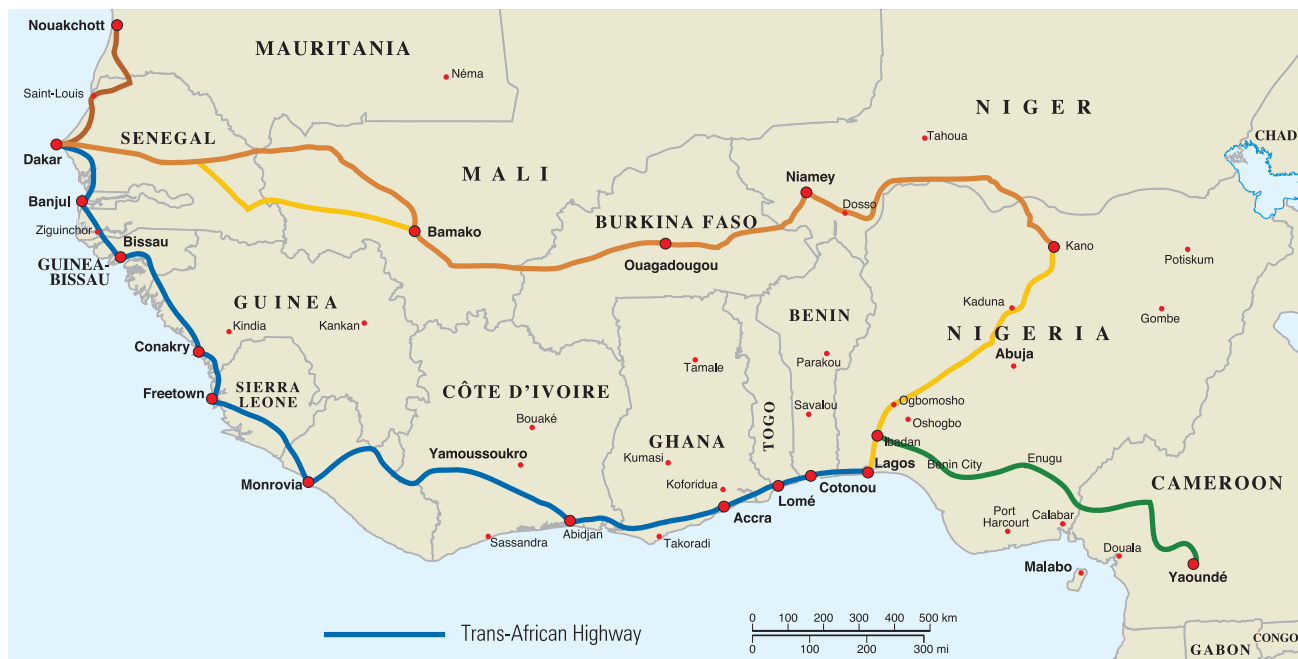 Nouakchott
MAURITANIA
Néma
Saint-Louis
NIGER
Tahoua
CHAD
SENEGAL
Dakar
MALI
Niamey
Dosso
Banjul
BURKINA FASO
Bamako
Ziguinchor
Bissau
Kano
Potiskum
Ouagadougou
GUINEA-
BISSAU
GUINEA
Kindia
Kankan
Kaduna
Gombe
BENIN
NIGERIA
Conakry
Abuja
Tamale
Parakou
SIERRA
LEONE
Freetown
CÔTE D’IVOIRE
Ogbomosho
Bouaké
Savalou
Oshogbo
TOGO
GHANA
Ibadan
Yamoussoukro
Kumasi
Lagos
Benin City
Enugu
Monrovia
Koforidua
Cotonou
CAMEROON
Lomé
Accra
Port
Harcourt
Calabar
Abidjan
Sassandra
Takoradi
Douala
Malabo
Yaoundé
0 100 200 300 400 500 km
Trans-African Highway
0 100 200 300 mi
GABON
CONGO